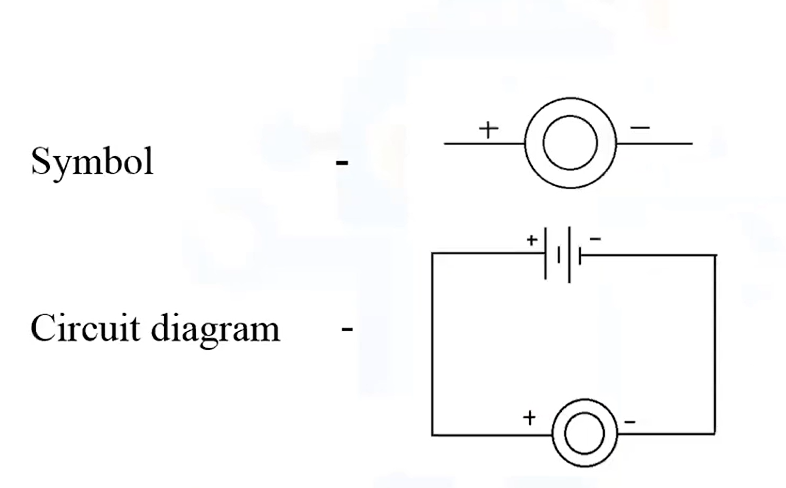 Symbol - + −
+ −
Circuit diagram -
+ -